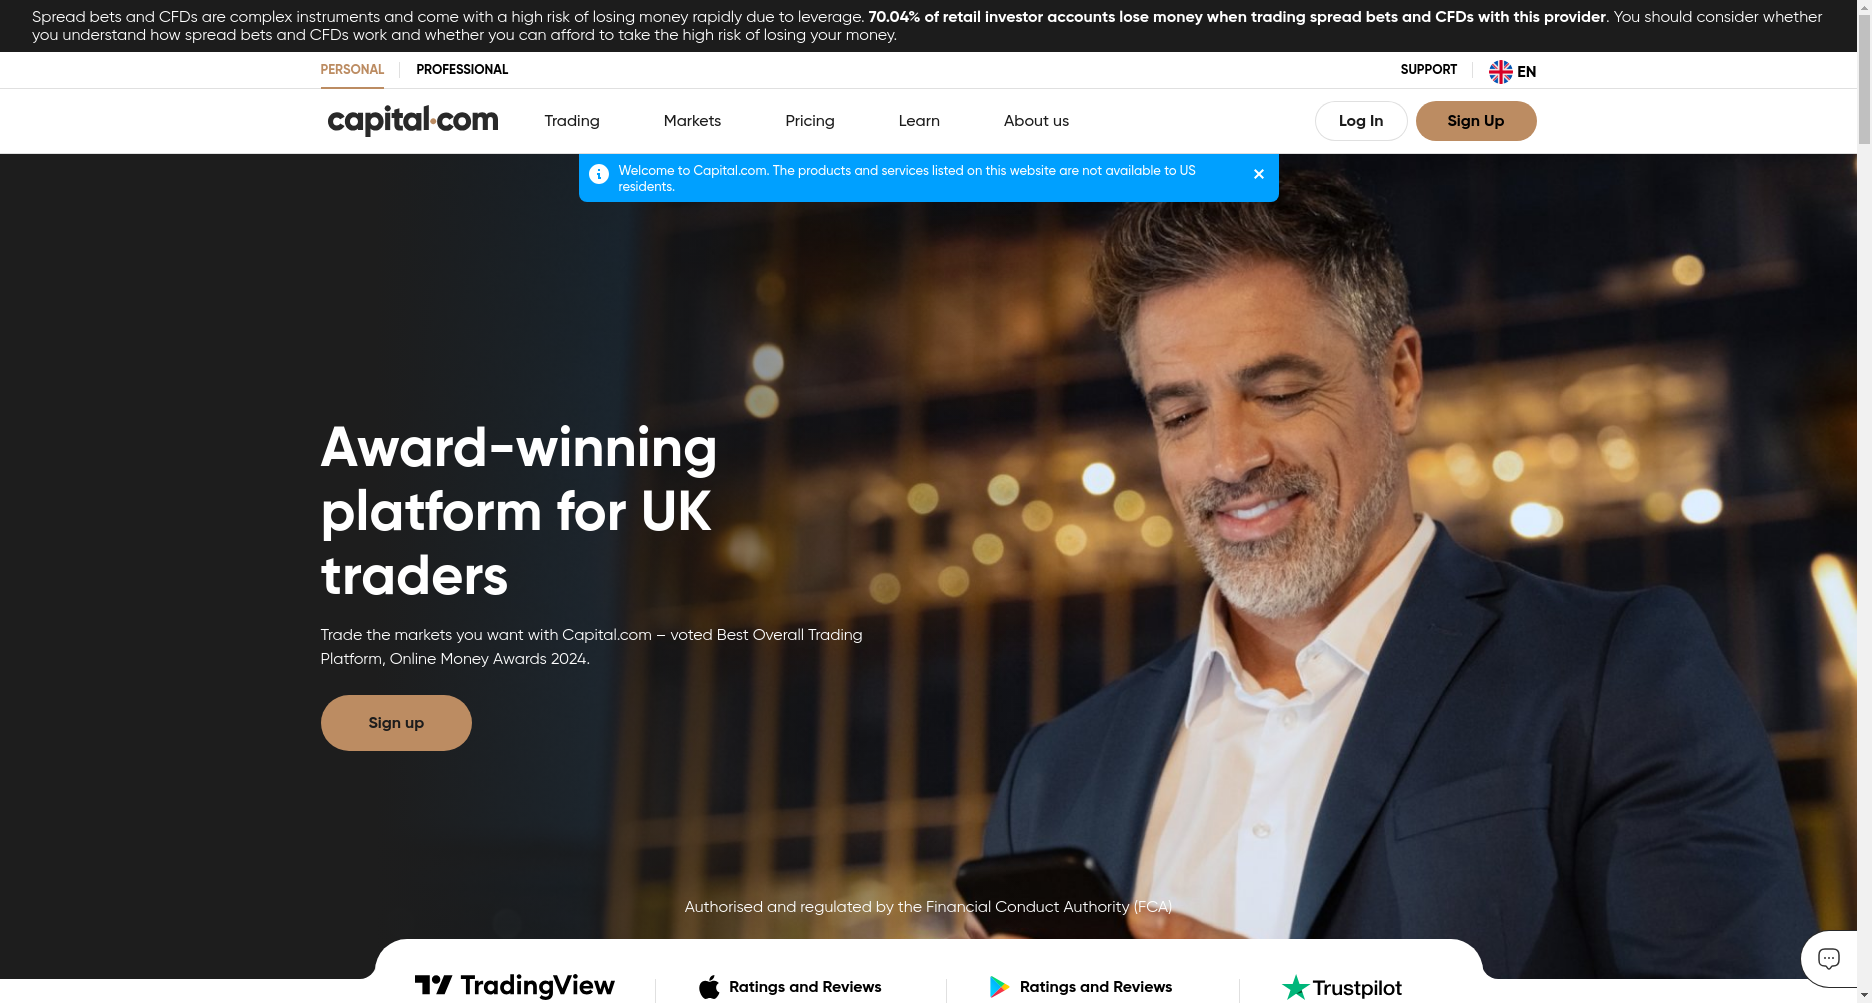 Spread bets and CFDs are complex instruments and come with a high risk of losing money rapidly due to leverage. 70.04% of retail investor accounts lose money when trading spread bets and CFDs with this provider. You should consider whether
you understand how spread bets and CFDs work and whether you can afford to take the high risk of losing your money.
PERSONAL PROFESSIONAL SUPPORT EN
capital.com Trading Markets Pricing Learn About us Log In Sign Up
Welcome to Capital.com. The products and services listed on this website are not available to US
residents.
Award-winning
platform for UK
traders
Trade the markets you want with Capital.com – voted Best Overall Trading
Platform, Online Money Awards 2024.
Sign up
Authorised and regulated by the Financial Conduct Authority (FCA)
TradingView Ratings and Reviews Ratings and Reviews Trustpilot